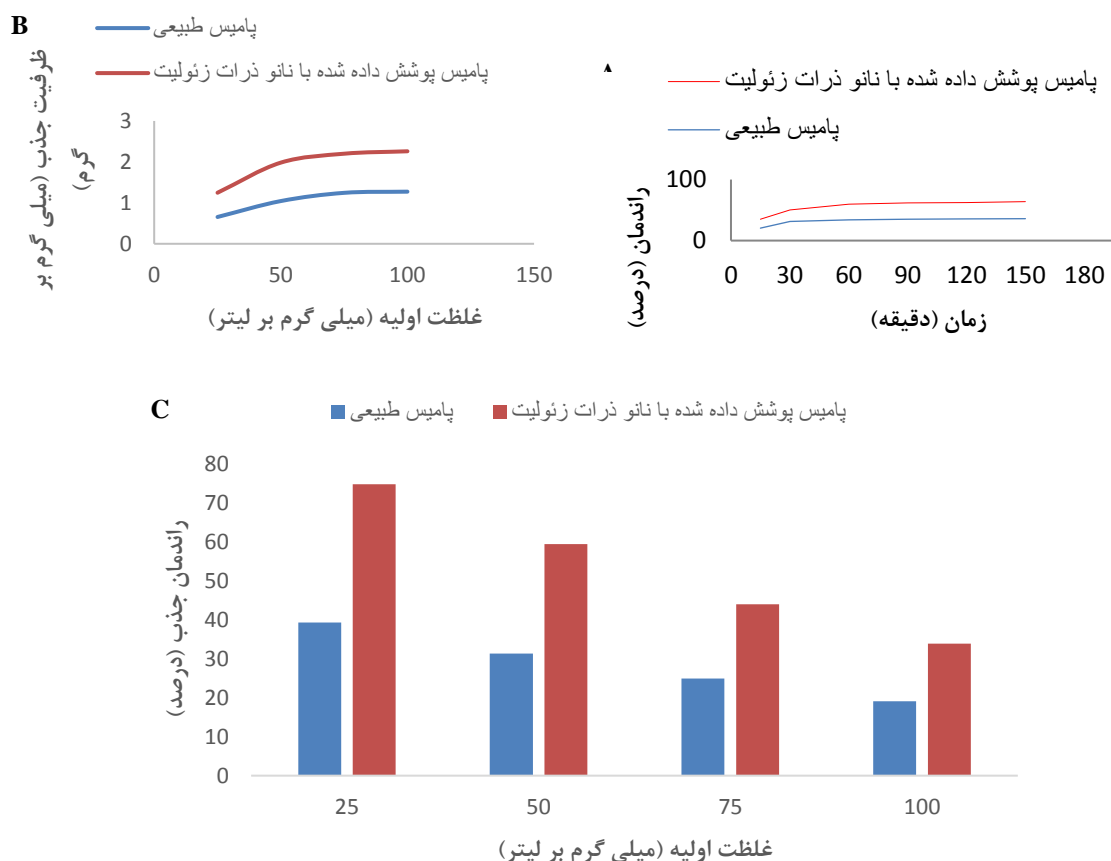 B
پامیس طبیعی
پامیس پوشش داده شده با نانو ذرات زئولیت
ظرفیت جذب (میلی گرم بر
گرم)
3
2
1
0
0 50 100 150
غلظت اولیه (میلی گرم بر لیتر)
پامیس پوشش داده شده با نانو ذرات زئولیت
پامیس طبیعی
راندمان (درصد)
100
0
0 30 60 90 120 150 180
زمان (دقیقه)
C
پامیس طبیعی
پامیس پوشش داده شده با نانو ذرات زئولیت
راندمان جذب (درصد)
80
70
60
50
40
30
20
10
0
25 50 75 100
غلظت اولیه (میلی گرم بر لیتر)